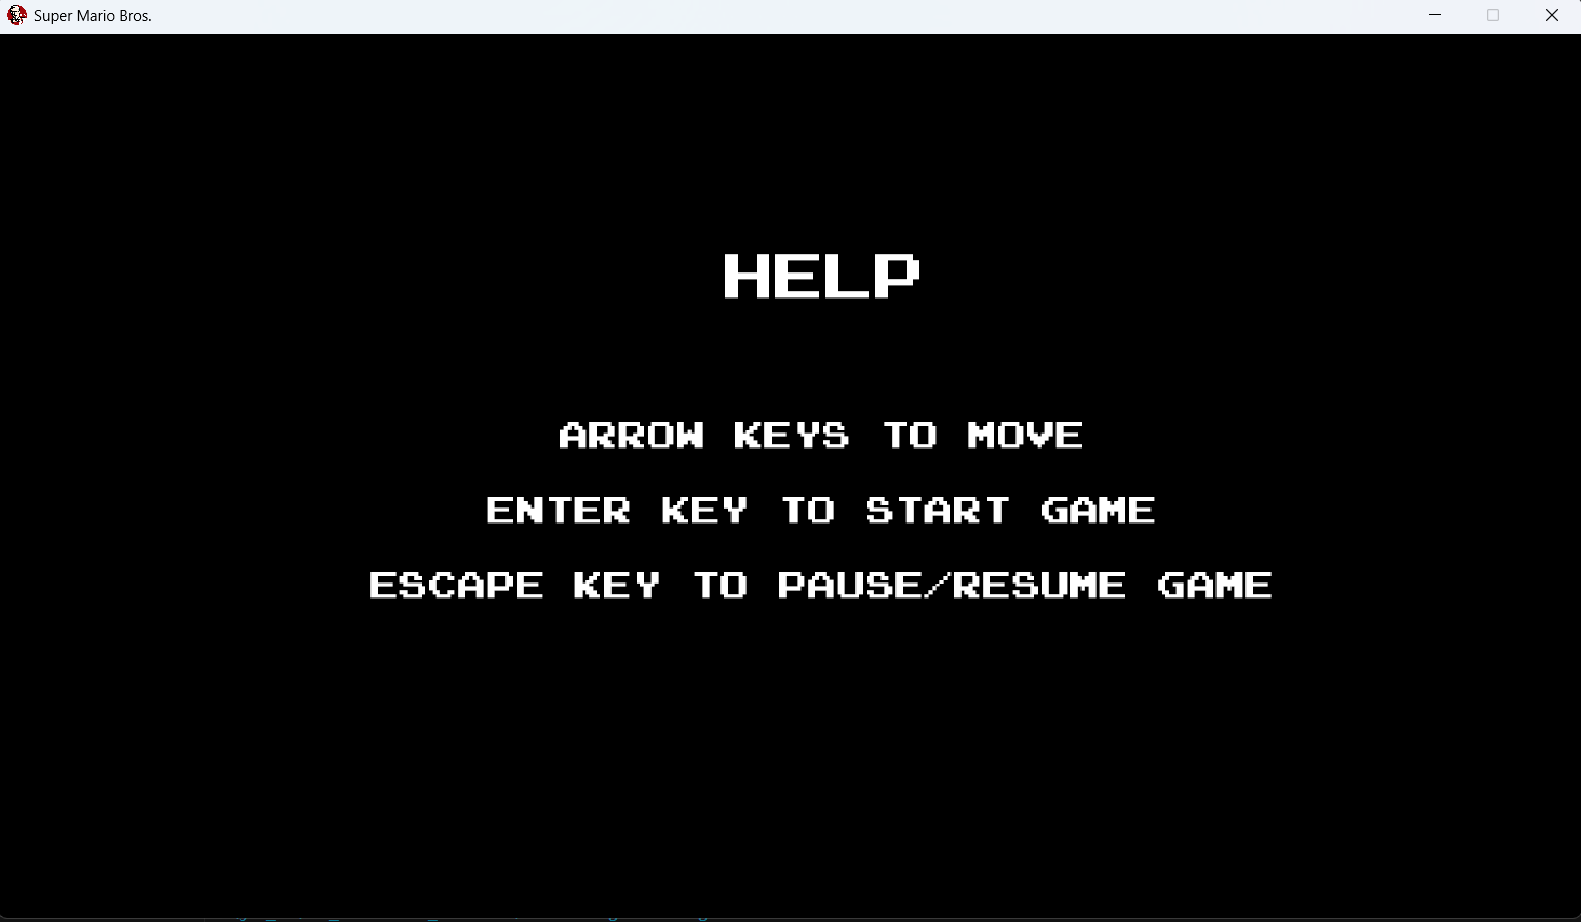 Super Mario Bros.
HELP
ARROW KEYS TO MOVE
ENTER KEY TO START GAME
ESCAPE KEY TO PAUSE/RESUME GAME